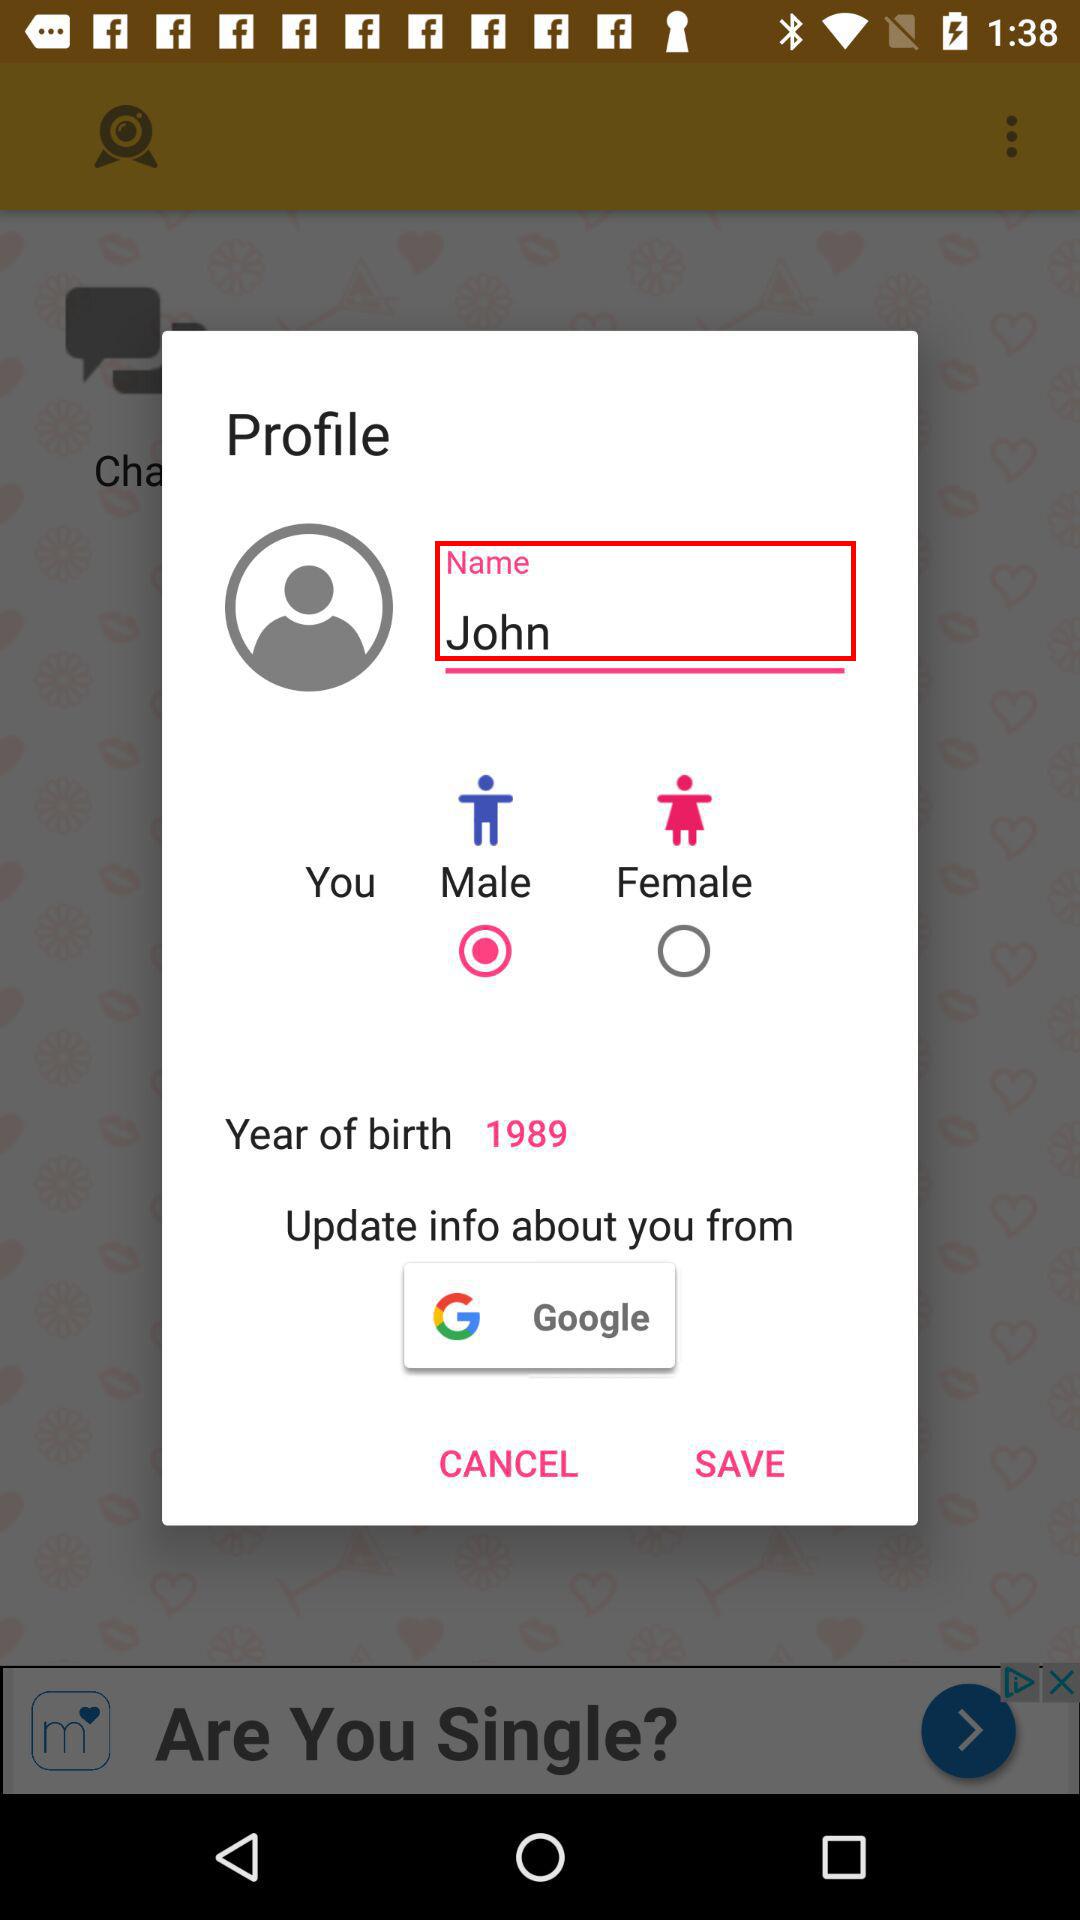 1:38
Cha
Profile
Name
John
You Male Female
Year of birth 1989
Update info about you from
Google
CANCEL SAVE
m
Are You Single?